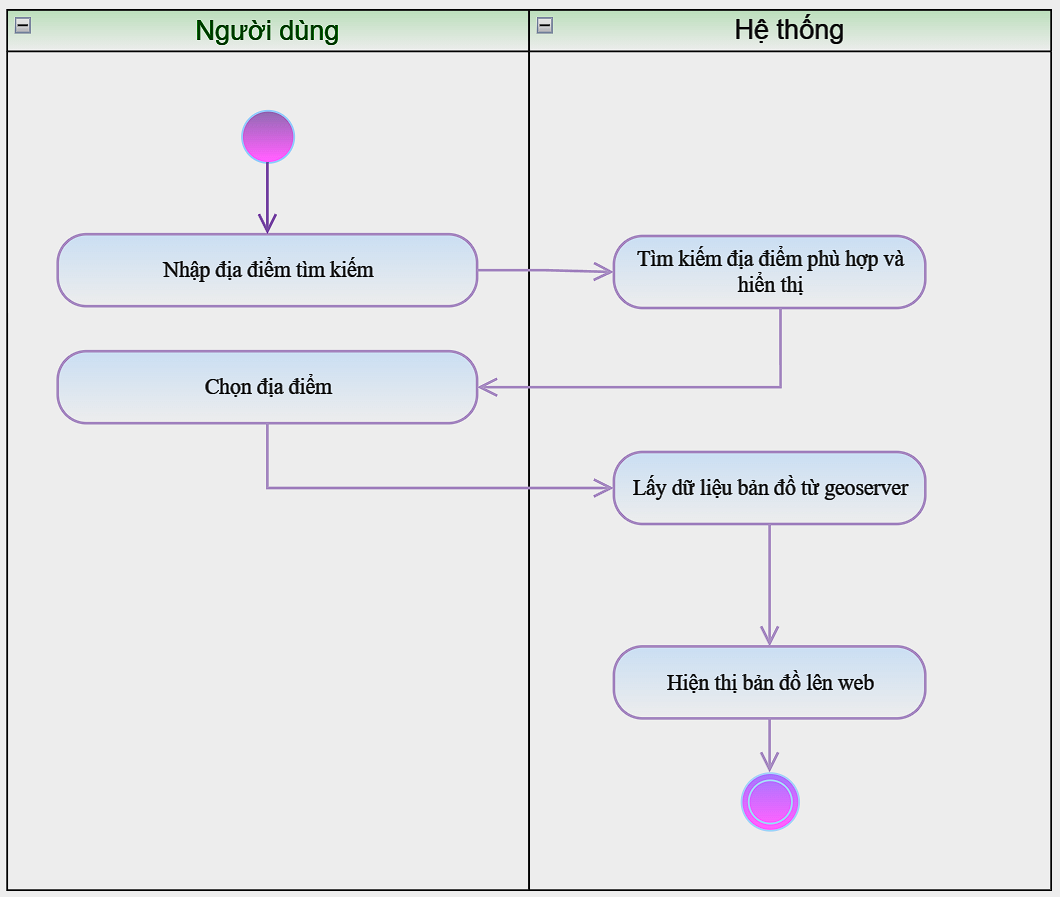 Người dùng
Hệ thống
Nhập địa điểm tìm kiếm
Tìm kiếm địa điểm phù hợp và
hiển thị
Chọn địa điểm
Lấy dữ liệu bản đồ từ geoserver
Hiện thị bản đồ lên web